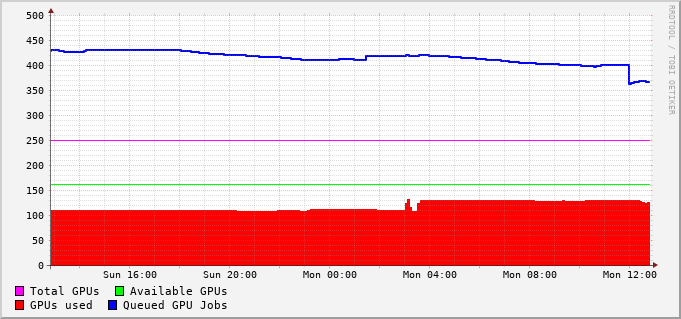 500
450
400
350
300
250
200
150
100
50
0
Sun 16:00 Sun 20:00 Mon 00:00 Mon 04:00 Mon 08:00 Mon 12:00
Total GPUs Available GPUs
GPUs used Queued GPU Jobs
RRDTOOL / TOBI OETIKER